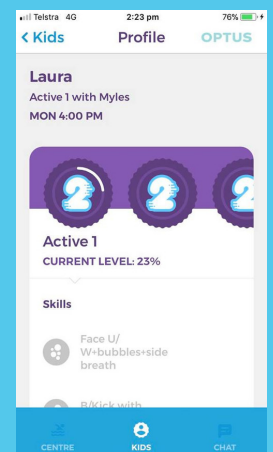 Telstra 4G 2:23 pm 76%
Kids Profile OPTUS
Laura
Active 1 with Myles
MON 4:00 PM
2 2 2
Active 1
CURRENT LEVEL: 23%
Skills
Face U/
W+bubbles+side
breath
B/Kick with
CENTRE KIDS CHAT